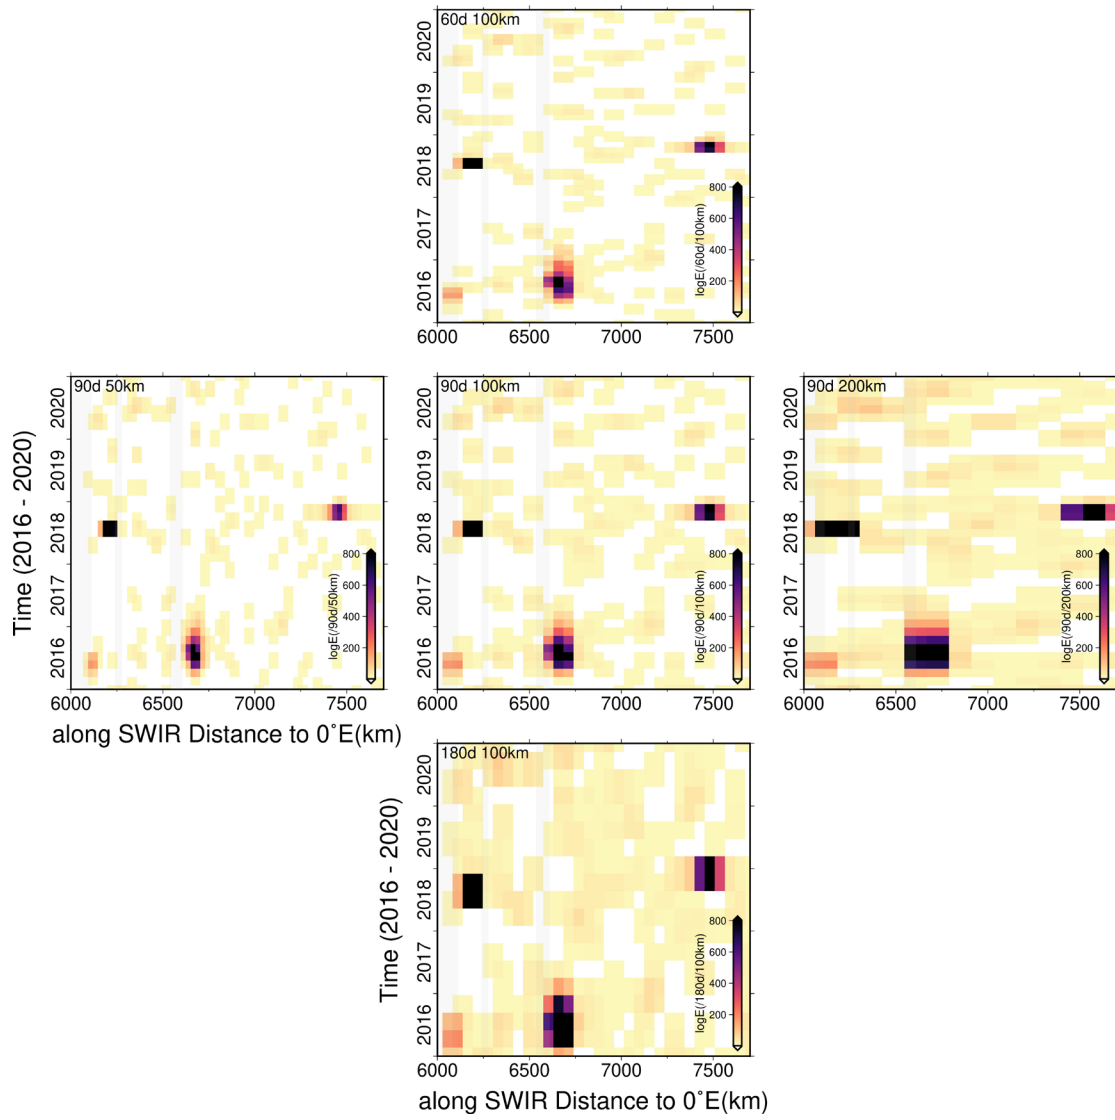 60d 100km
2020
2019
2018
2017
2016
800
600
400
200
logE(/60d/100km)
6000 6500 7000 7500
90d 50km
2020
2019
2018
2017
2016
Time (2016 - 2020)
800
600
400
200
logE(/90d/50km)
6000 6500 7000 7500
along SWIR Distance to 0˚E(km)
90d 100km
2020
2019
2018
2017
2016
800
600
400
200
logE(/90d/100km)
6000 6500 7000 7500
90d 200km
2020
2019
2018
2017
2016
800
600
400
200
logE(/90d/200km)
6000 6500 7000 7500
180d 100km
2020
2019
2018
2017
2016
Time (2016 - 2020)
800
600
400
200
logE(/180d/100km)
6000 6500 7000 7500
along SWIR Distance to 0˚E(km)